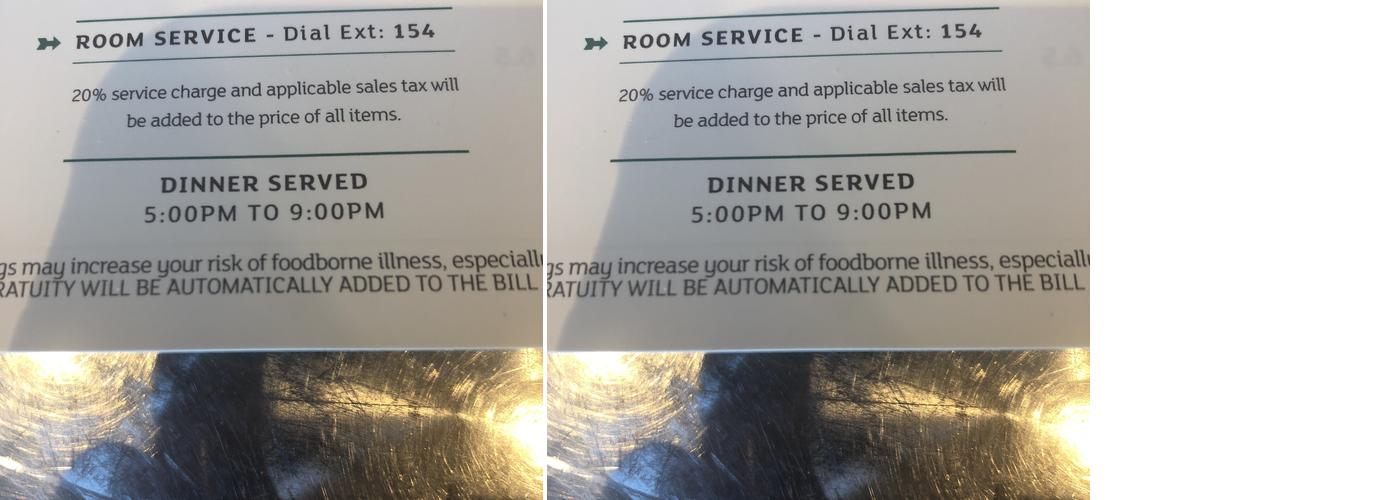 ROOM SERVICE - Dial Ext: 154
20% service charge and applicable sales tax will
be added to the price of all items.
DINNER SERVED
5:00PM TO 9:00PM
may increase your risk of foodborne illness,
WILL BE AUTOMATICALLY ADDED TO THE BILL
ROOM SERVICE - Dial Ext: 154
20% service charge and applicable sales tax will
be added to the price of all items.
DINNER SERVED
5:00PM TO 9:00PM
may increase your risk of foodborne illness,
WILL BE AUTOMATICALLY ADDED TO THE BILL